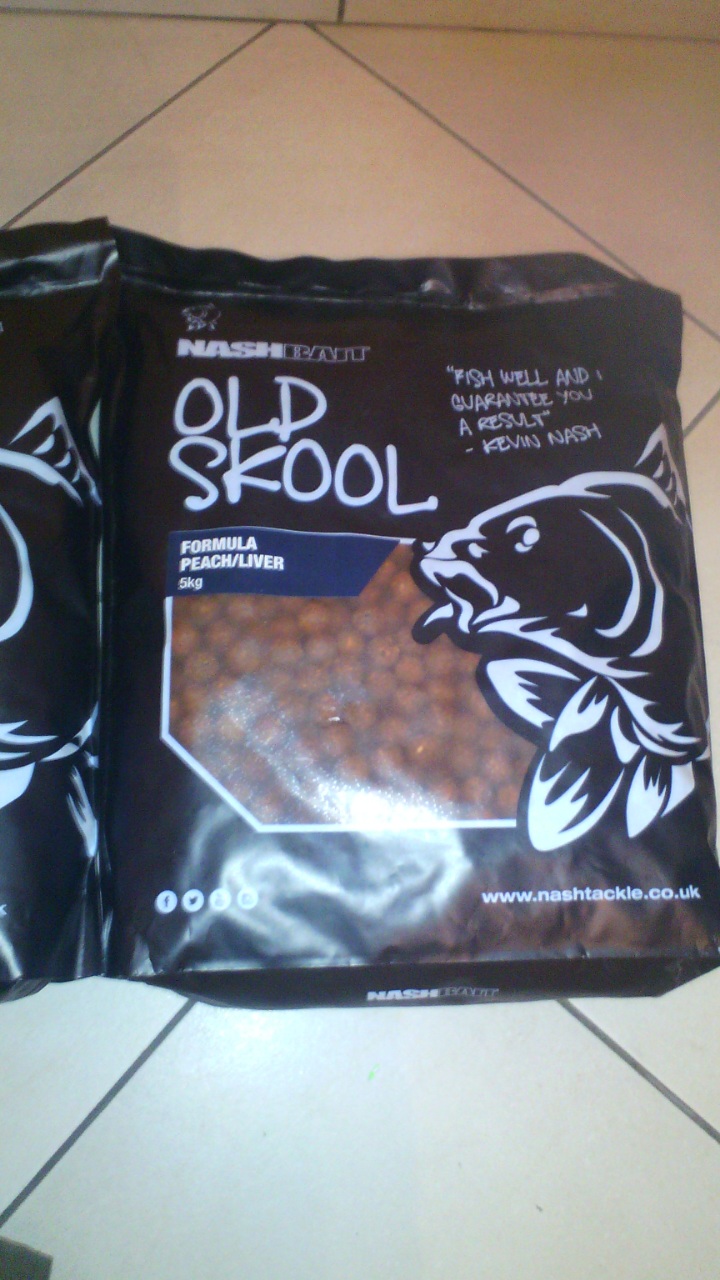 NASHBAIT
OLD
SKOOL
"FISH WELL AND I
GUARANTEE YOU
A RESULT"
- KEVIN NASH
FORMULA
PEACH/LIVER
5kg
www.nashtackle.co.uk
NASHBAIT